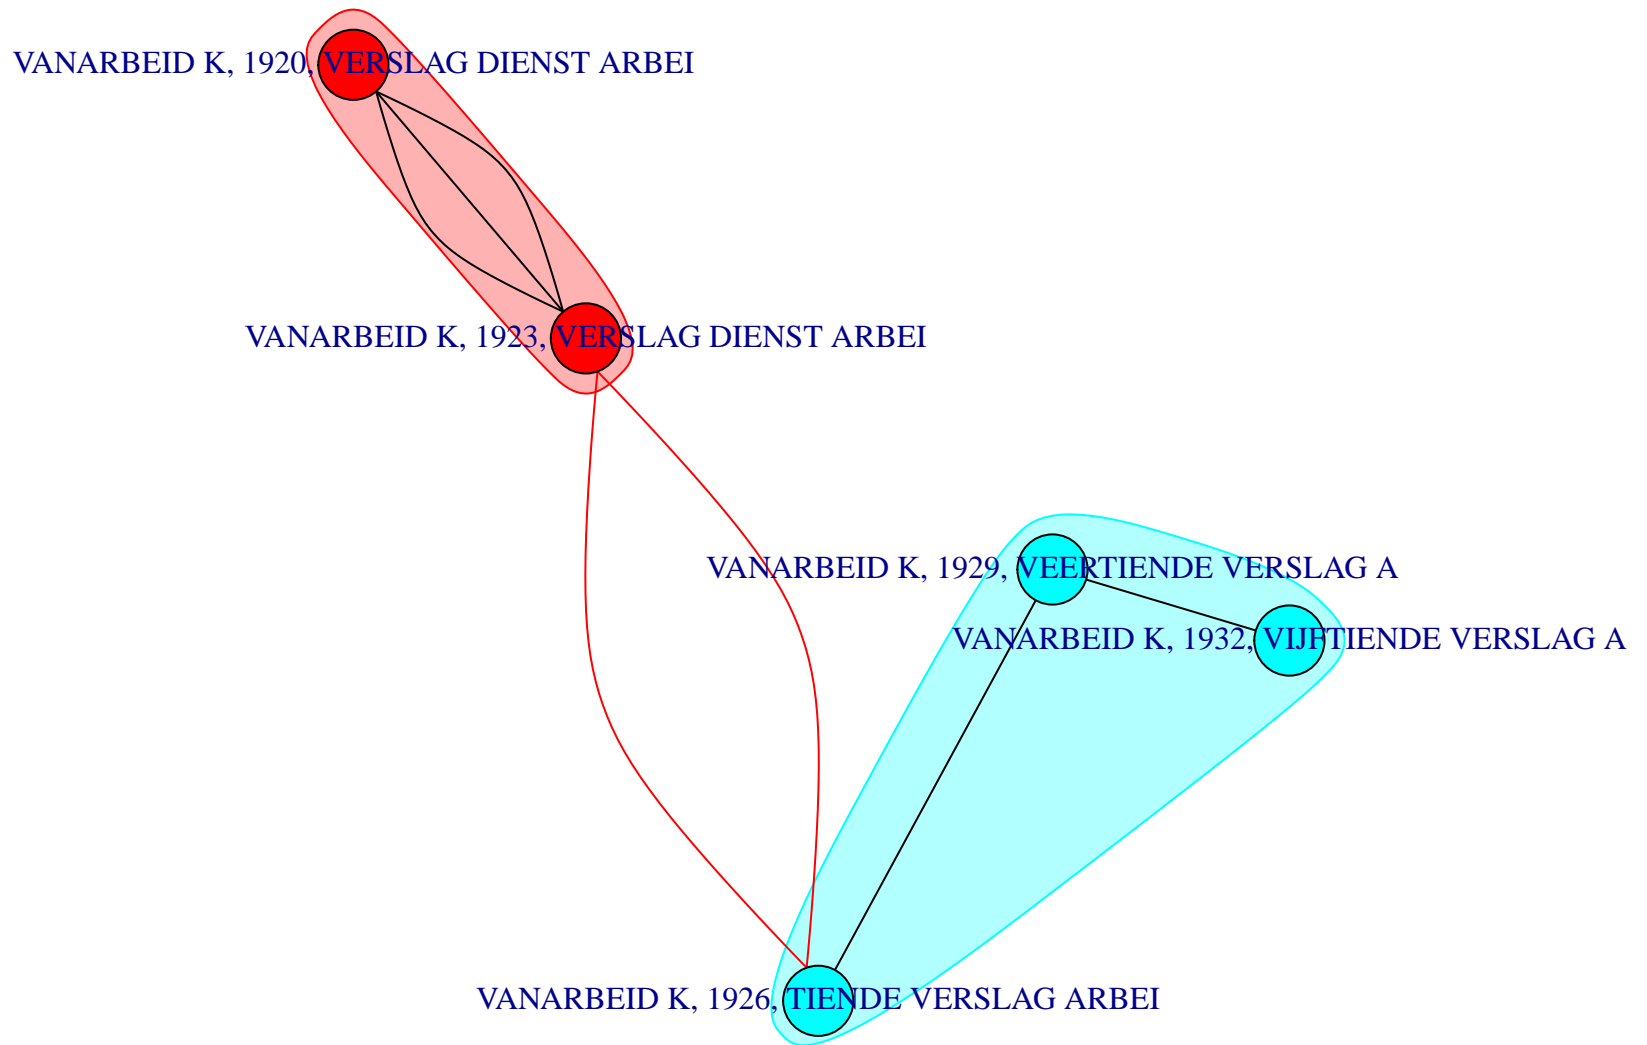 VANARBEID K, 1920, VERSLAG DIENST ARBEI
VANARBEID K, 1923, VERSLAG DIENST ARBEI
VANARBEID K, 1929, VEERTIENDE VERSLAG A
VANARBEID K, 1932, VIJFTIENDE VERSLAG A
VANARBEID K, 1926, TIENDE VERSLAG ARBEI